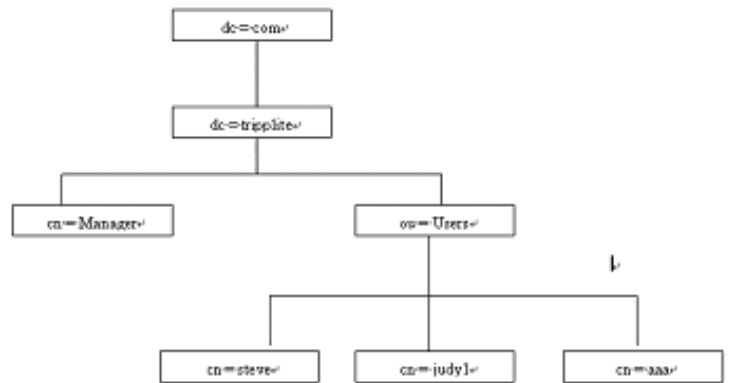 dc = com
dc = tripplite
cn = Manager
ou = Users
cn = steve
cn = judy1
cn = aaa